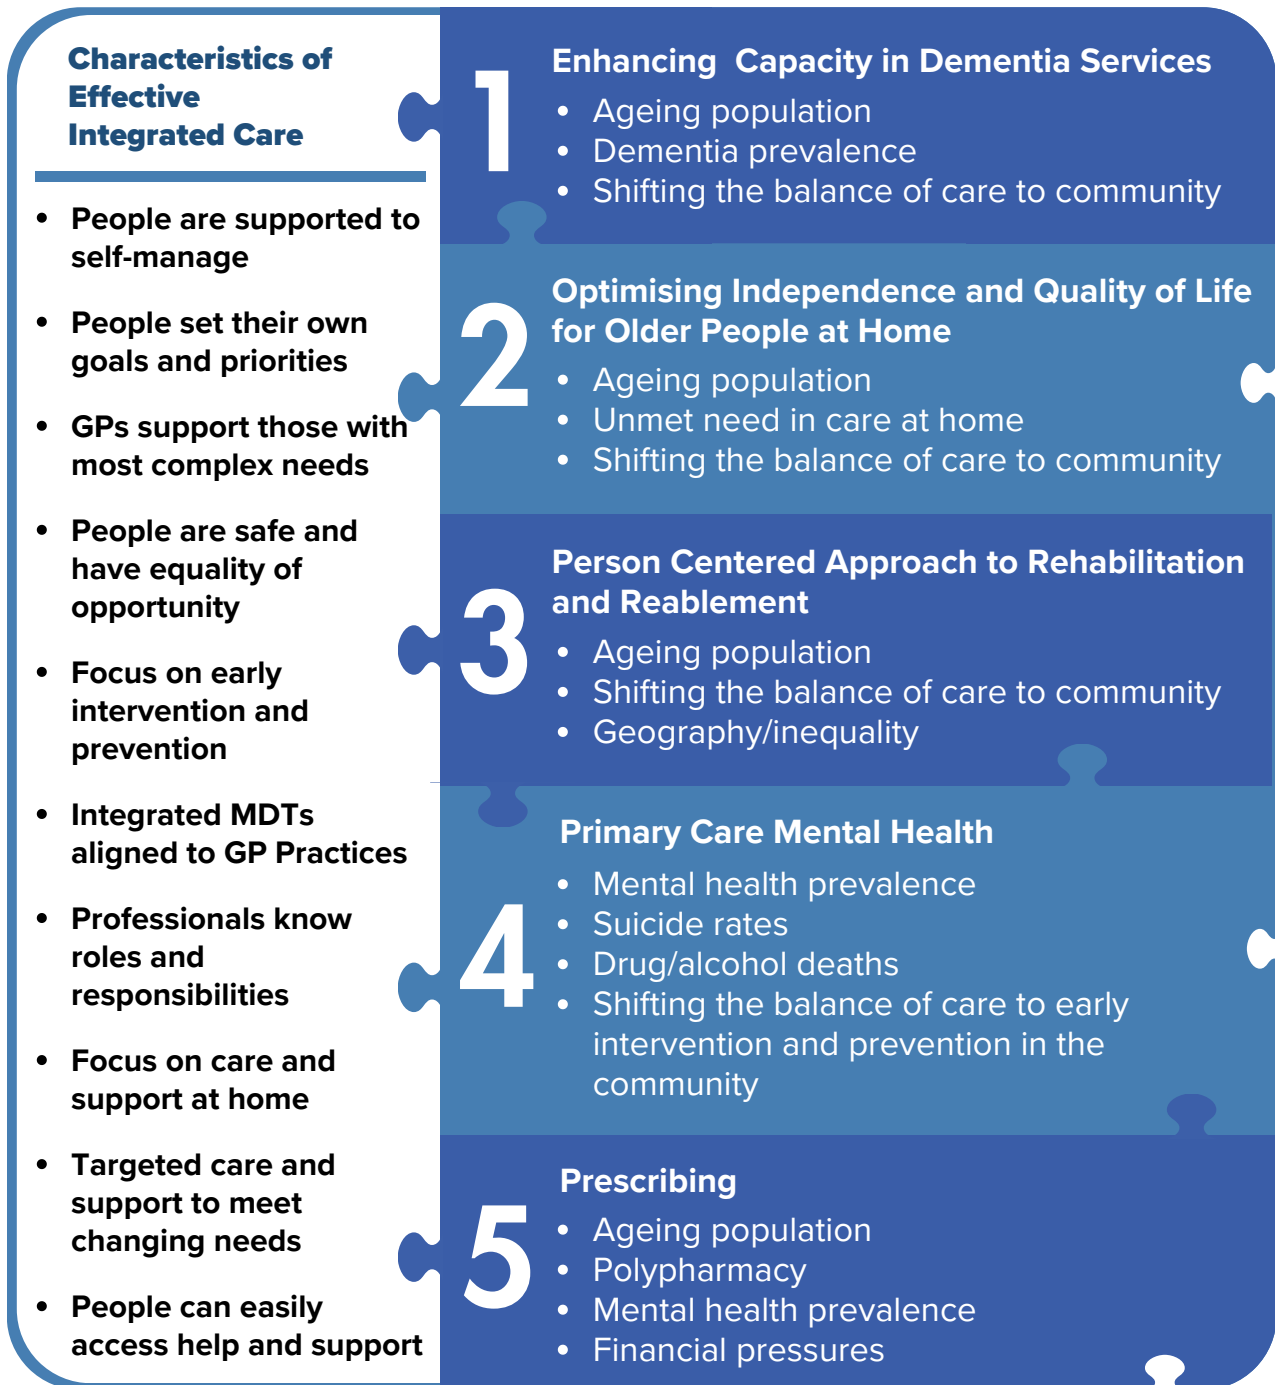 Characteristics of
Effective
Integrated Care
• People are supported to
self-manage
• People set their own
goals and priorities
• GPs support those with
most complex needs
• People are safe and
have equality of
opportunity
• Focus on early
intervention and
prevention
• Integrated MDTs
aligned to GP Practices
• Professionals know
roles and
responsibilities
• Focus on care and
support at home
• Targeted care and
support to meet
changing needs
• People can easily
access help and support
1
Enhancing Capacity in Dementia Services
• Ageing population
• Dementia prevalence
• Shifting the balance of care to community
2
Optimising Independence and Quality of Life
for Older People at Home
• Ageing population
• Unmet need in care at home
• Shifting the balance of care to community
3
Person Centered Approach to Rehabilitation
and Reablement
• Ageing population
• Shifting the balance of care to community
• Geography/inequality
4
Primary Care Mental Health
• Mental health prevalence
• Suicide rates
• Drug/alcohol deaths
• Shifting the balance of care to early
intervention and prevention in the
community
5
Prescribing
• Ageing population
• Polypharmacy
• Mental health prevalence
• Financial pressures